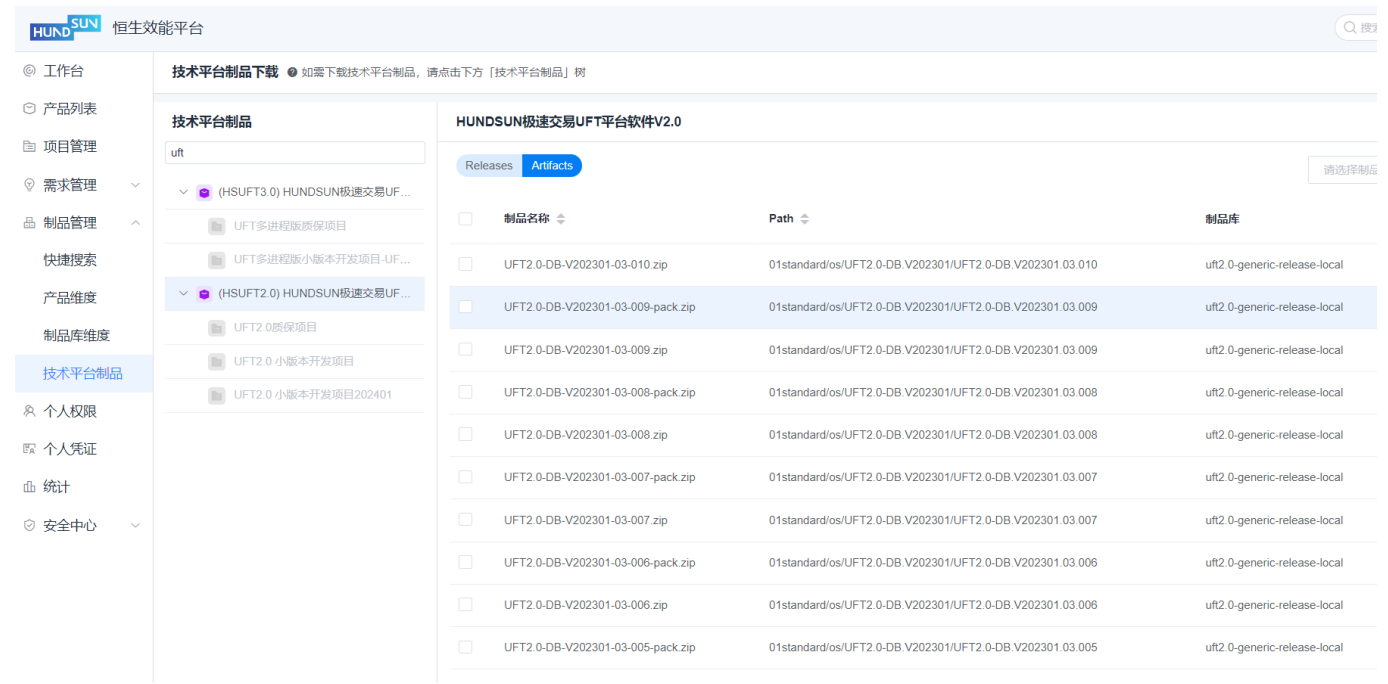 HUNDSUN 恒生效能平台
搜索
工作台
产品列表
项目管理
需求管理
制品管理
快捷搜索
产品维度
制品库维度
技术平台制品
个人权限
个人凭证
统计
安全中心
技术平台制品下载 如需下载技术平台制品，请点击下方「技术平台制品」树
技术平台制品
uft
(HSUFT3.0) HUNDSUN极速交易UF...
UFT多进程版质保项目
UFT多进程版小版本开发项目-UF...
(HSUFT2.0) HUNDSUN极速交易UF...
UFT2.0质保项目
UFT2.0 小版本开发项目
UFT2.0 小版本开发项目202401
HUNDSUN极速交易UFT平台软件V2.0
Releases Artifacts
请选择制品
制品名称 Path 制品库
UFT2.0-DB-V202301-03-010.zip 01standard/os/UFT2.0-DB.V202301/UFT2.0-DB.V202301.03.010 uft2.0-generic-release-local
UFT2.0-DB-V202301-03-009-pack.zip 01standard/os/UFT2.0-DB.V202301/UFT2.0-DB.V202301.03.009 uft2.0-generic-release-local
UFT2.0-DB-V202301-03-009.zip 01standard/os/UFT2.0-DB.V202301/UFT2.0-DB.V202301.03.009 uft2.0-generic-release-local
UFT2.0-DB-V202301-03-008-pack.zip 01standard/os/UFT2.0-DB.V202301/UFT2.0-DB.V202301.03.008 uft2.0-generic-release-local
UFT2.0-DB-V202301-03-008.zip 01standard/os/UFT2.0-DB.V202301/UFT2.0-DB.V202301.03.008 uft2.0-generic-release-local
UFT2.0-DB-V202301-03-007-pack.zip 01standard/os/UFT2.0-DB.V202301/UFT2.0-DB.V202301.03.007 uft2.0-generic-release-local
UFT2.0-DB-V202301-03-007.zip 01standard/os/UFT2.0-DB.V202301/UFT2.0-DB.V202301.03.007 uft2.0-generic-release-local
UFT2.0-DB-V202301-03-006-pack.zip 01standard/os/UFT2.0-DB.V202301/UFT2.0-DB.V202301.03.006 uft2.0-generic-release-local
UFT2.0-DB-V202301-03-006.zip 01standard/os/UFT2.0-DB.V202301/UFT2.0-DB.V202301.03.006 uft2.0-generic-release-local
UFT2.0-DB-V202301-03-005-pack.zip 01standard/os/UFT2.0-DB.V202301/UFT2.0-DB.V202301.03.005 uft2.0-generic-release-local